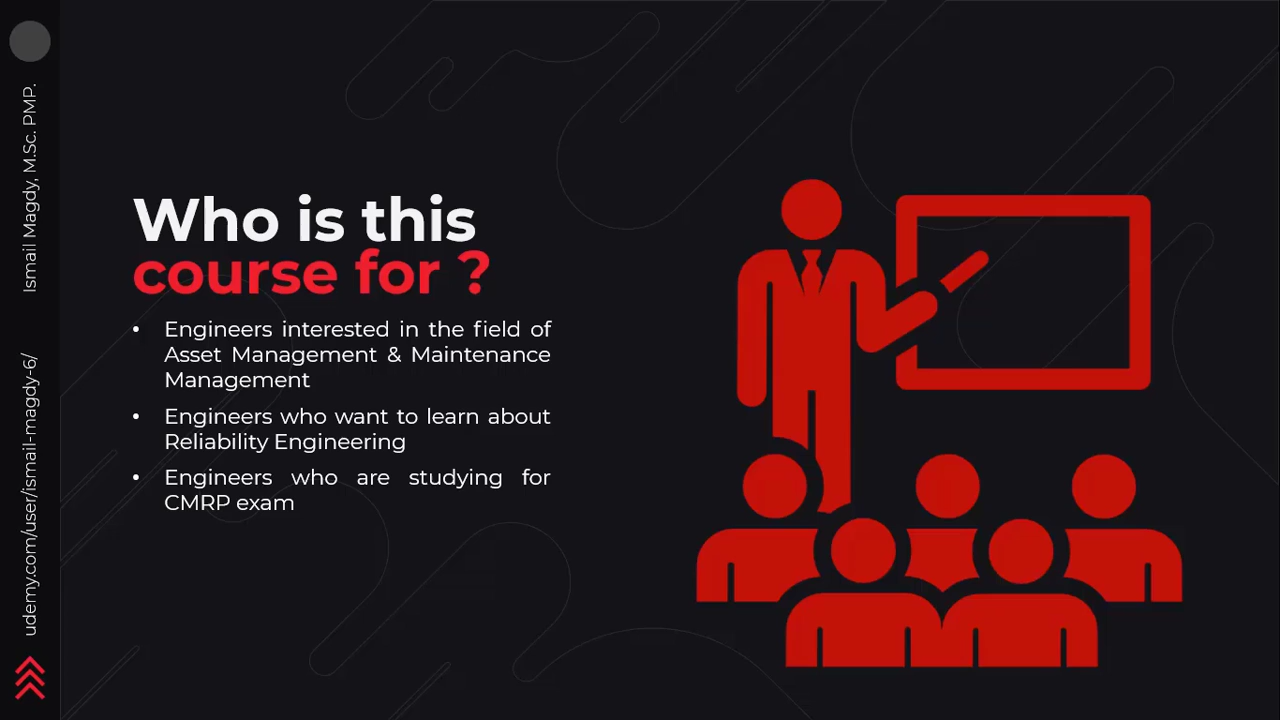 Who is this
course for ?
• Engineers interested in the field of
Asset Management & Maintenance
Management
• Engineers who want to learn about
Reliability Engineering
• Engineers who are studying for
CMRP exam
Ismail Magdy, M.Sc. PMP.
udemy.com/user/ismail-magdy-6/